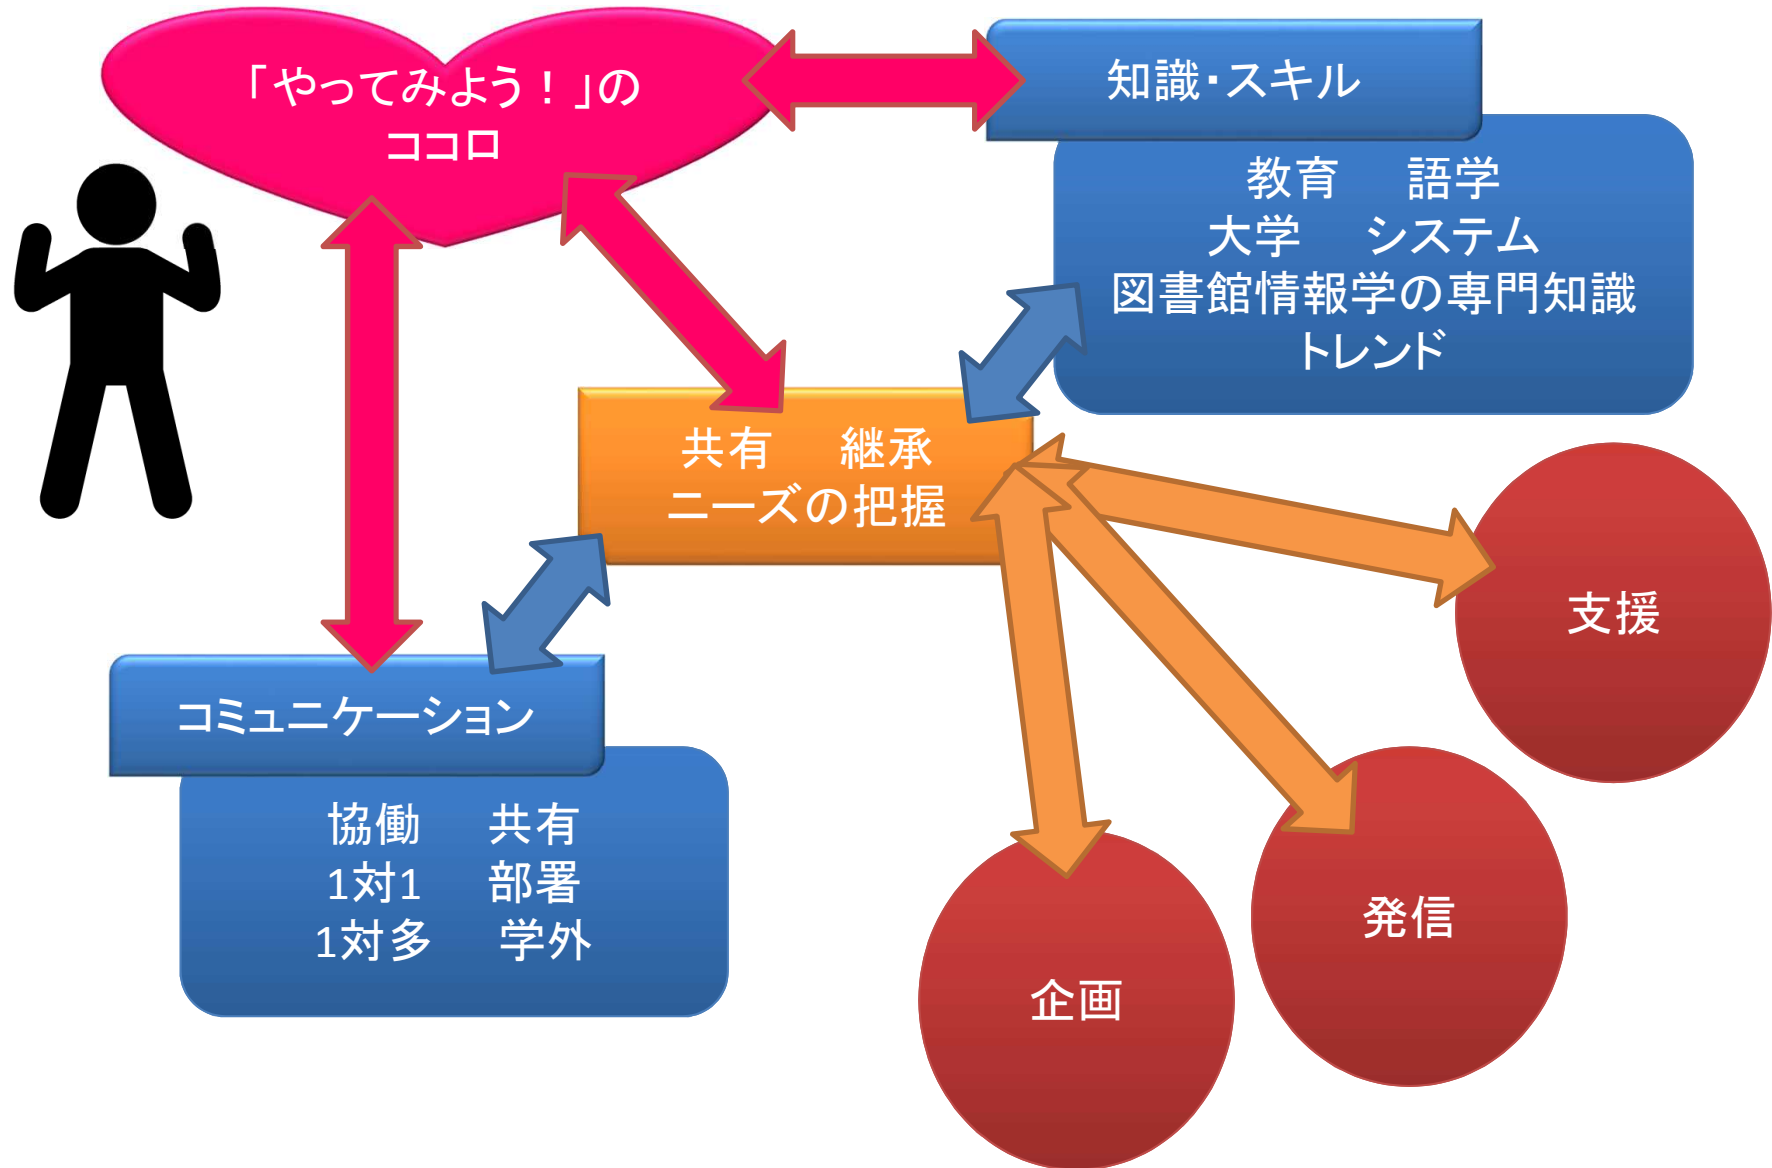 「やってみよう！」の
ココロ
知識・スキル
教育　語学
大学　システム
図書館情報学の専門知識
トレンド
共有　継承
ニーズの把握
コミュニケーション
協働　共有
1対1　部署
1対多　学外
支援
発信
企画